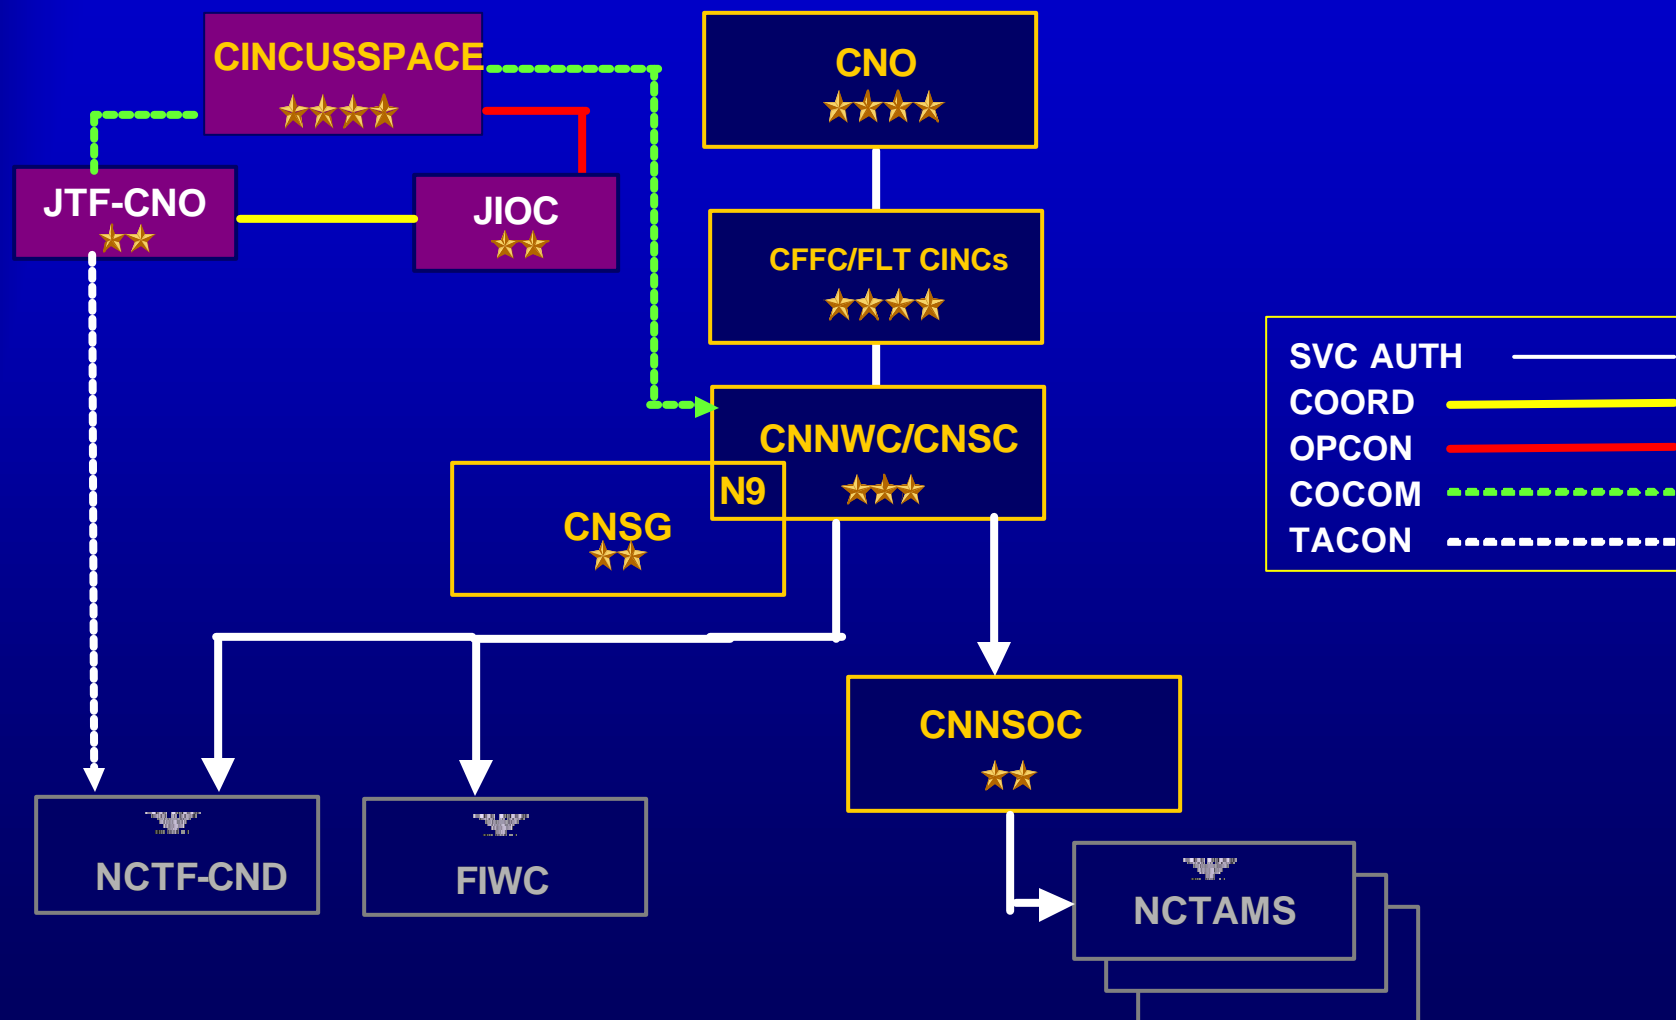 CINCUSSPACE
CNO
JTF-CNO
JIOC
CFFC/FLT CINCs
SVC AUTH
COORD
OPCON
COCOM
TACON
CNNWC/CNSC
N9
CNSG
CNNSOC
NCTF-CND
FIWC
NCTAMS